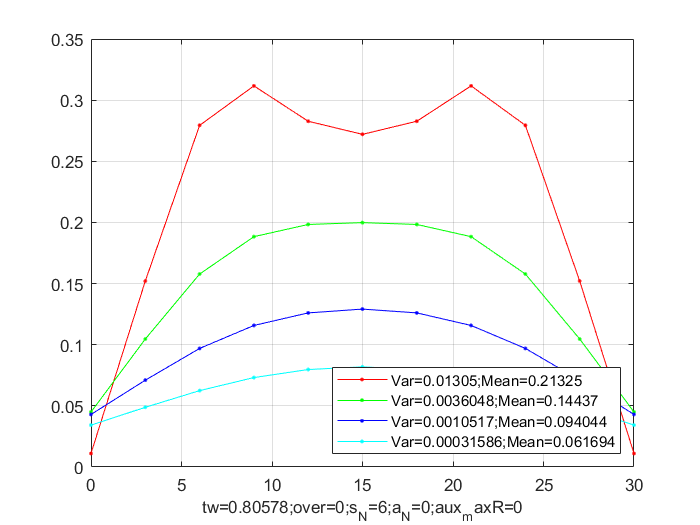 0.35
0.3
0.25
0.2
0.15
0.1
0.05
0
0 5 10 15 20 25 30
Var=0.01305;Mean=0.21325
Var=0.0036048;Mean=0.14437
Var=0.0010517;Mean=0.094044
Var=0.00031586;Mean=0.061694
tw=0.80578;over=0;s_N=6;a_N=0;aux_maxR=0